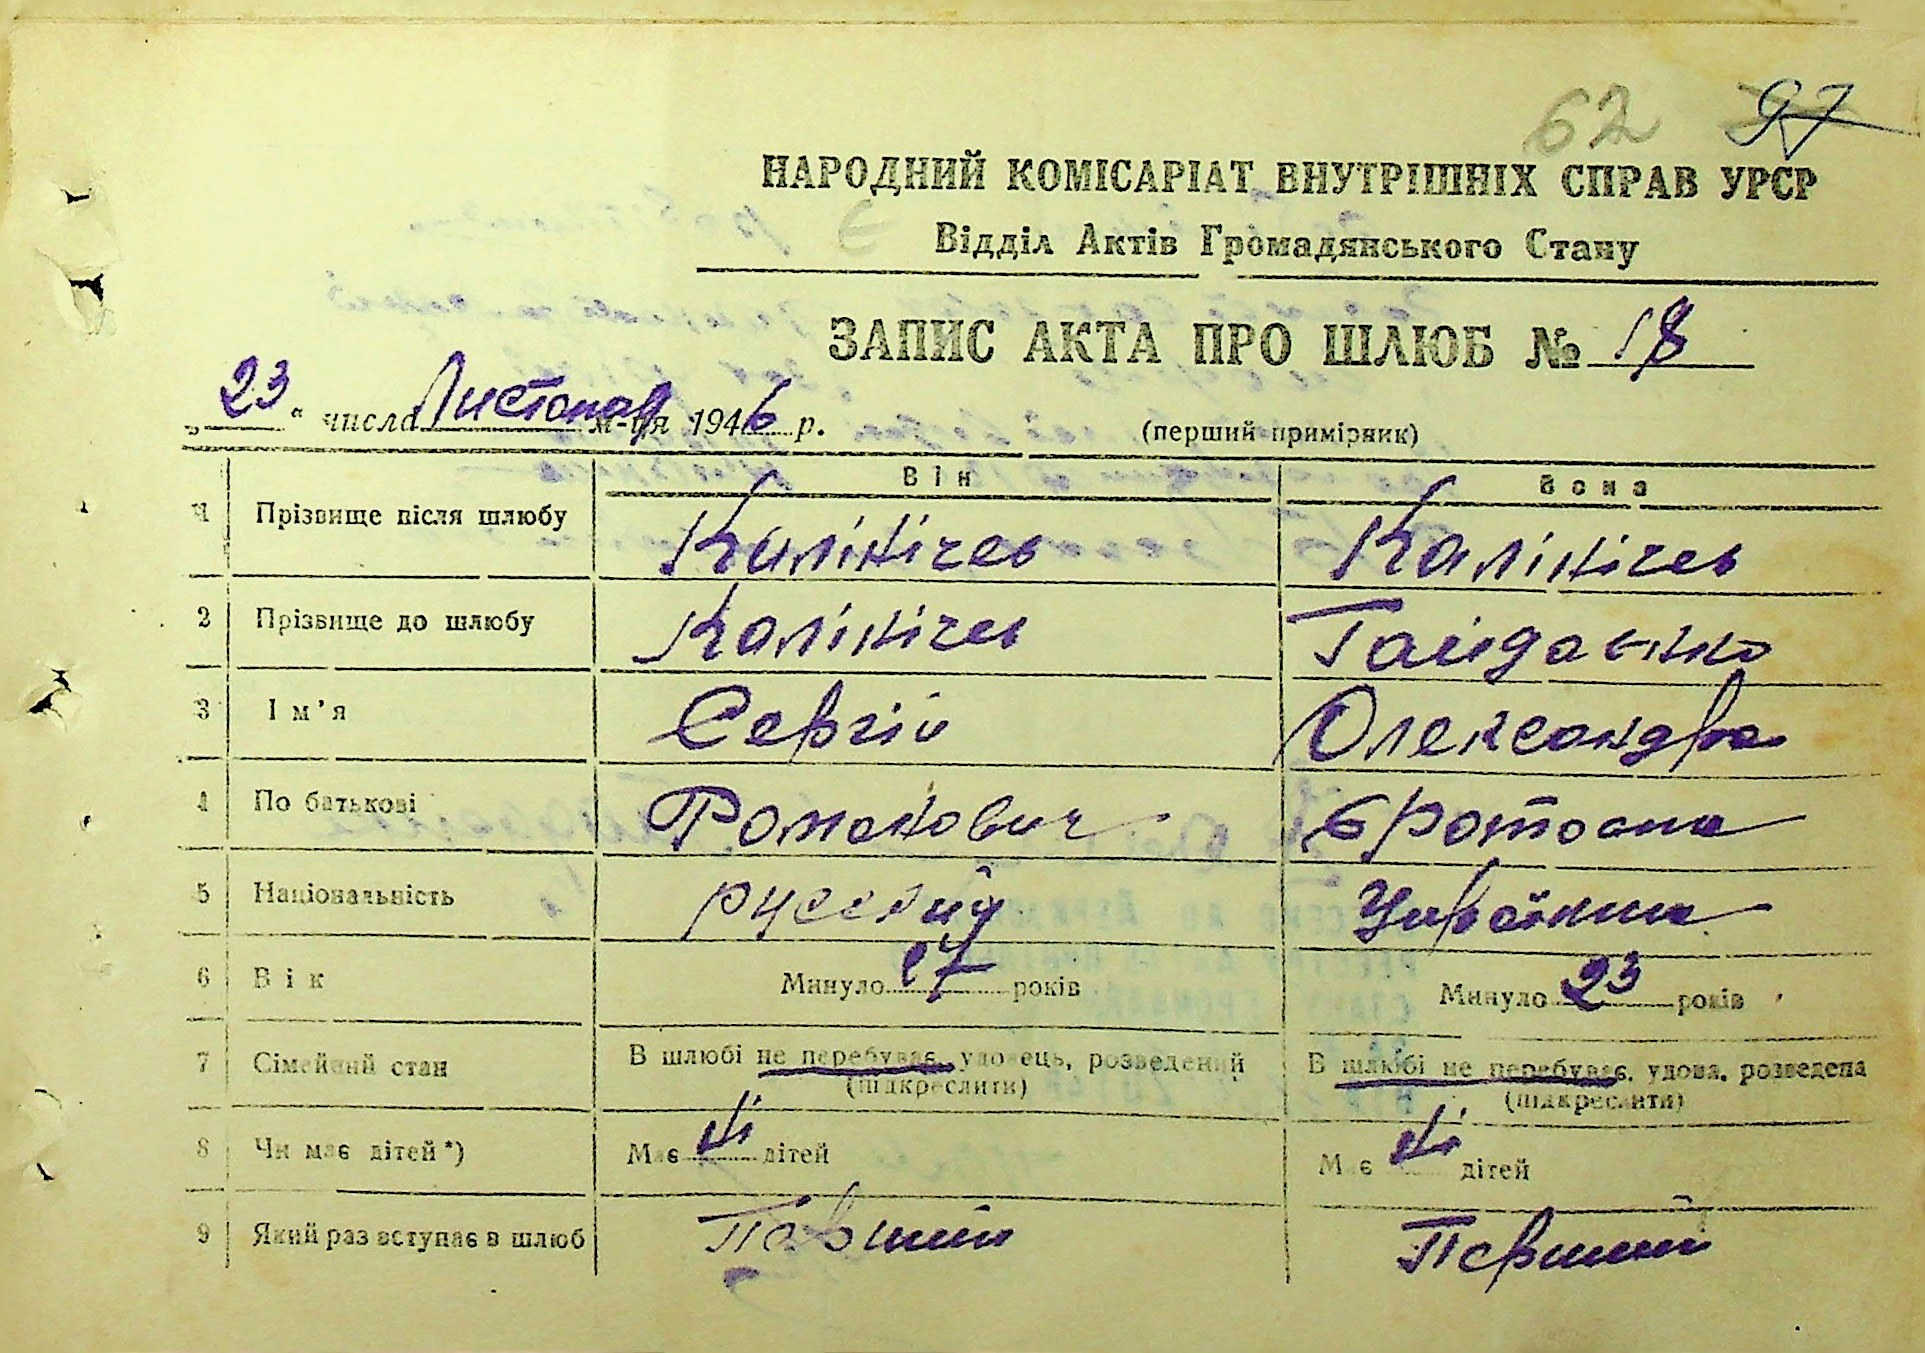 62 97
НАРОДНИЙ КОМІСАРІАТ ВНУТРІШНІХ СПРАВ УРСР
Відділ Актів Громадянського Стану
ЗАПИС АКТА ПРО ШЛЮБ № 18
„23" числа Листопад м-ця 1946 р. (перший примірник)
Він Вона
1 Прізвище після шлюбу Калінічев Калінічев
2 Прізвище до шлюбу Калінічев Гайденко
3 Ім'я Сергій Олександра
4 По батькові Романович
5 Національність русский Українка
6 Вік Минуло 27 років Минуло 23 років
7 Сімейний стан В шлюбі не перебуває, удовець, розведений В шлюбі не перебуває, удова, розведена
(підкреслити) (підкреслити)
8 Чи має дітей *) Має ні дітей Має ні дітей
9 Який раз вступає в шлюб Перший Перший